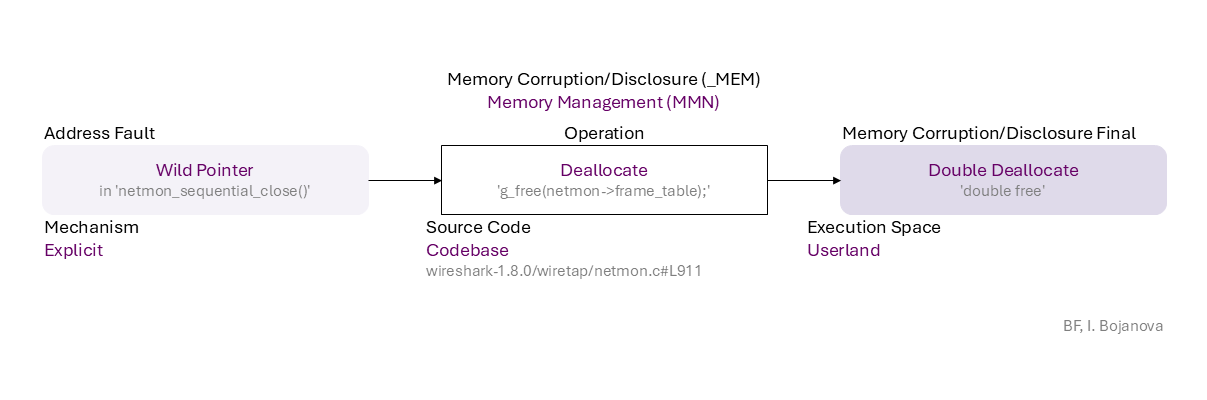 Memory Corruption/Disclosure (_MEM)
Memory Management (MMN)
Address Fault
Operation
Memory Corruption/Disclosure Final
Wild Pointer
in 'netmon_sequential_close()'
Deallocate
'g_free(netmon->frame_table);'
Double Deallocate
'double free'
Mechanism
Explicit
Source Code
Codebase
wireshark-1.8.0/wiretap/netmon.c#L911
Execution Space
Userland
BF, I. Bojanova